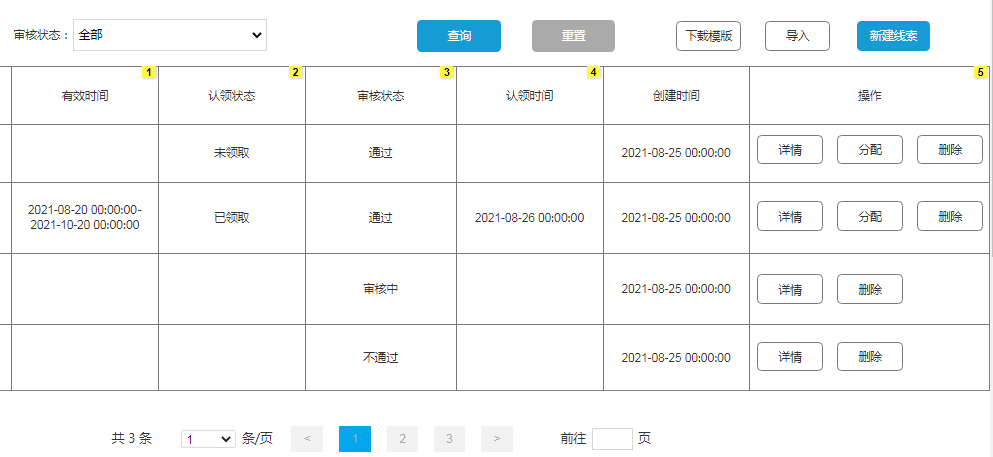 审核状态： 全部 查询 重置 下载模版 导入 新建线索
1 2 3 4 5
有效时间 认领状态 审核状态 认领时间 创建时间 操作
未领取 通过 2021-08-25 00:00:00 详情 分配 删除
2021-08-20 00:00:00-
2021-10-20 00:00:00 已领取 通过 2021-08-26 00:00:00 2021-08-25 00:00:00 详情 分配 删除
审核中 2021-08-25 00:00:00 详情 删除
不通过 2021-08-25 00:00:00 详情 删除
共 3 条 1 条/页 < 1 2 3 > 前往 页